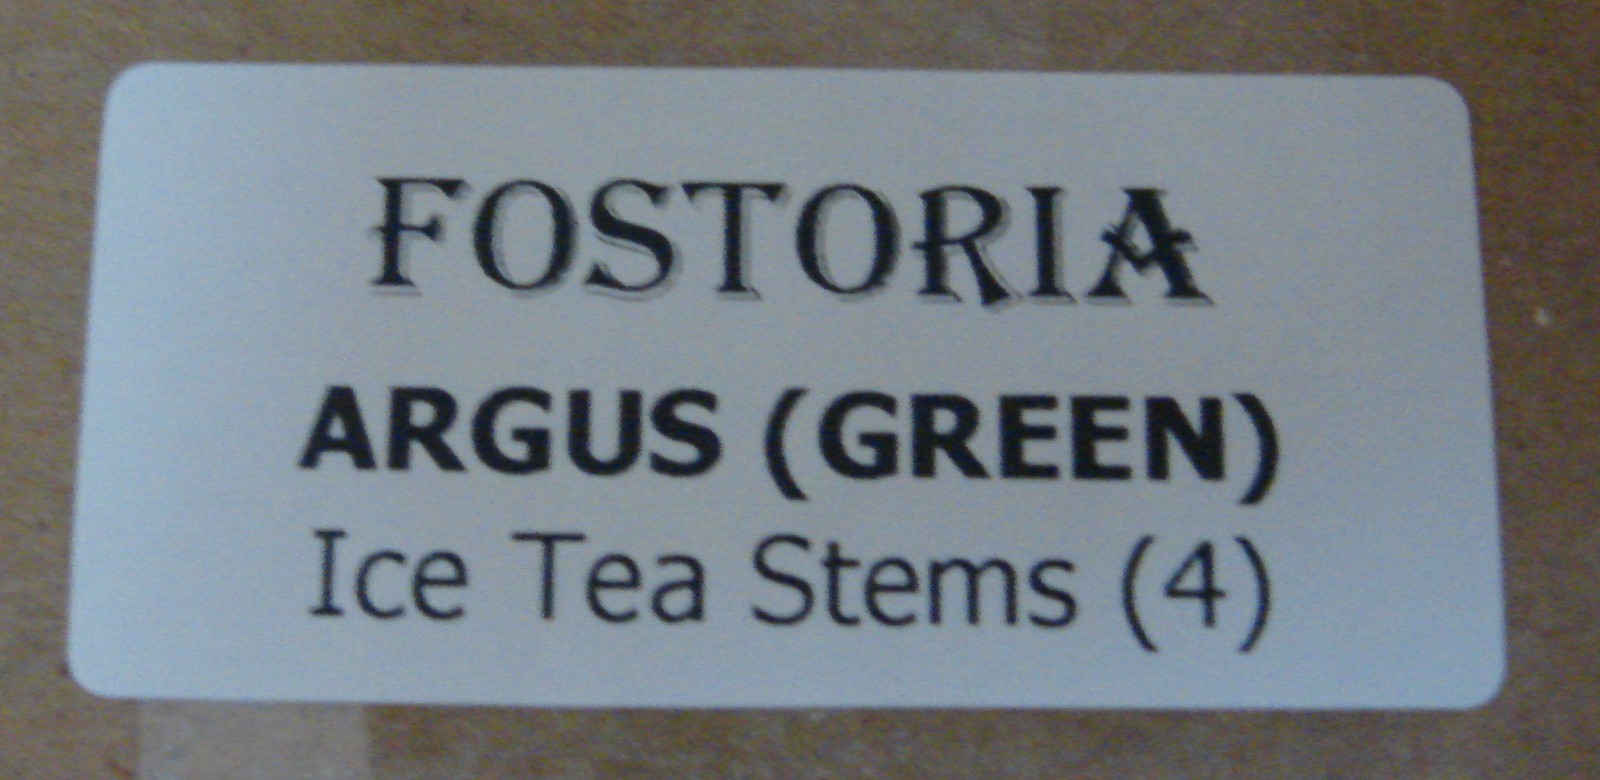 FOSTORIA
ARGUS (GREEN)
Ice Tea Stems (4)